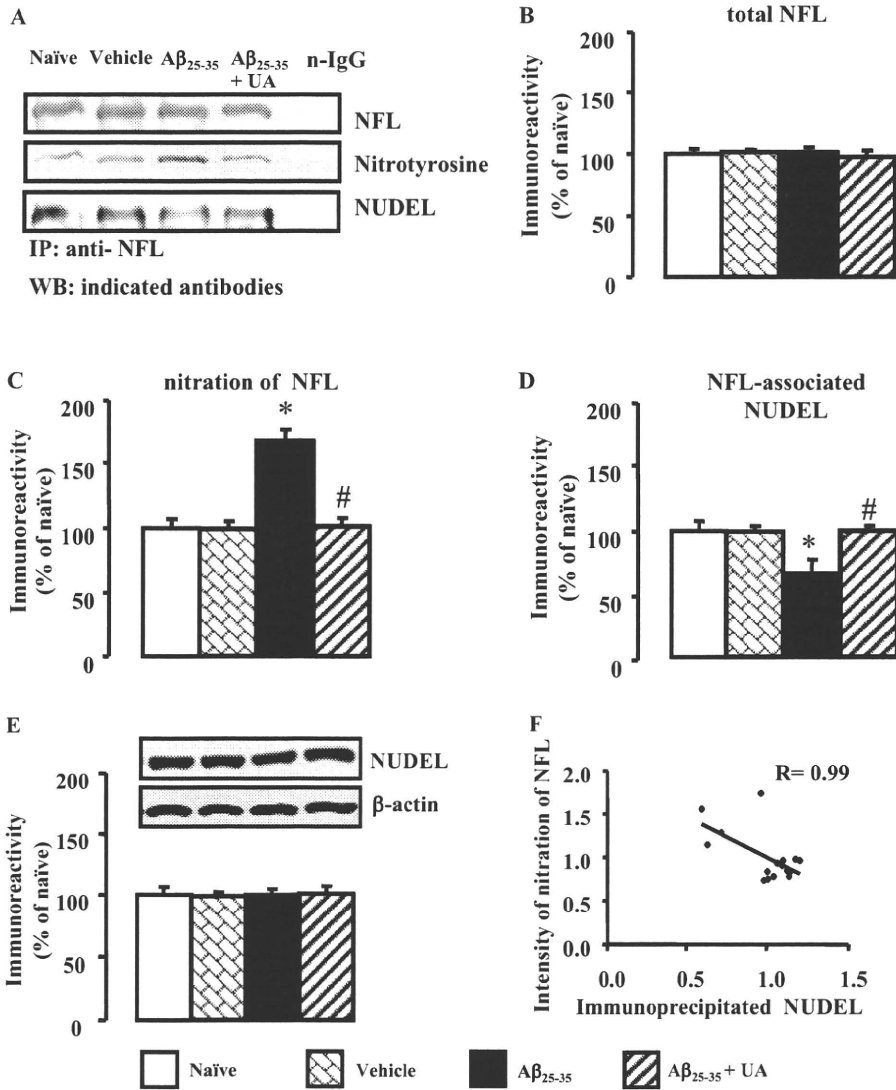 A
Naïve Vehicle Aβ25-35 Aβ25-35 + UA n-IgG
NFL
Nitrotyrosine
NUDEL
IP: anti- NFL
WB: indicated antibodies
B
total NFL
Immunoreactivity
(% of naïve)
200
150
100
50
0
C
nitration of NFL
Immunoreactivity
(% of naïve)
200
150
100
50
0
*
#
D
NFL-associated
NUDEL
Immunoreactivity
(% of naïve)
200
150
100
50
0
*
#
E
NUDEL
β-actin
Immunoreactivity
(% of naïve)
200
150
100
50
0
F
R= 0.99
Intensity of nitration of NFL
2.0
1.5
1.0
0.5
0.0
0.0 0.5 1.0 1.5
Immunoprecipitated NUDEL
Naïve Vehicle Aβ25-35 Aβ25-35 + UA